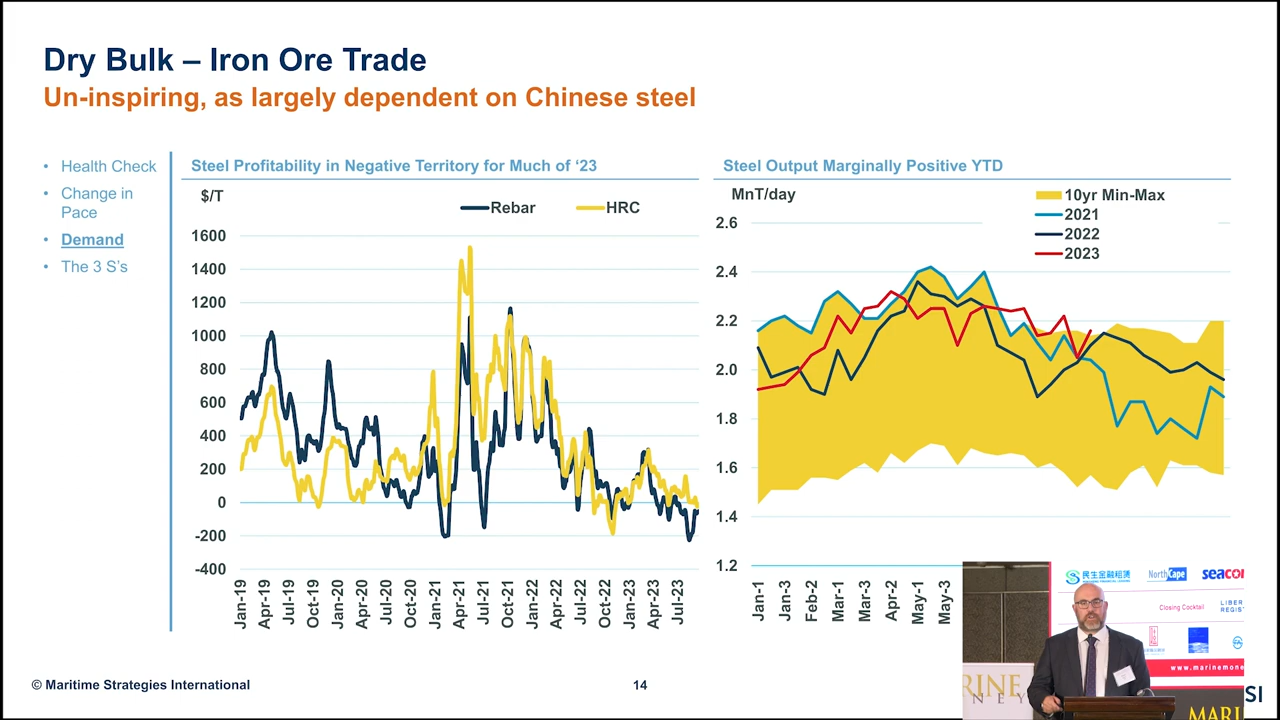 Dry Bulk – Iron Ore Trade
Un-inspiring, as largely dependent on Chinese steel
• Health Check
• Change in
Pace
• Demand
• The 3 S's
Steel Profitability in Negative Territory for Much of ‘23
$/T
Rebar
HRC
1600
1400
1200
1000
800
600
400
200
0
-200
-400
Jan-19
Apr-19
Jul-19
Oct-19
Jan-20
Apr-20
Jul-20
Oct-20
Jan-21
Apr-21
Jul-21
Oct-21
Jan-22
Apr-22
Jul-22
Oct-22
Jan-23
Apr-23
Jul-23
Steel Output Marginally Positive YTD
MnT/day
10yr Min-Max
2021
2022
2023
2.6
2.4
2.2
2.0
1.8
1.6
1.4
1.2
Jan-1
Jan-3
Feb-2
Mar-1
Mar-3
Apr-2
May-1
May-3
民生金融租赁
NorthCape
seacor
Closing Cocktail
LIBER
REGIST
www.marinemone
RINE
NEY
MARI
SI
© Maritime Strategies International
14